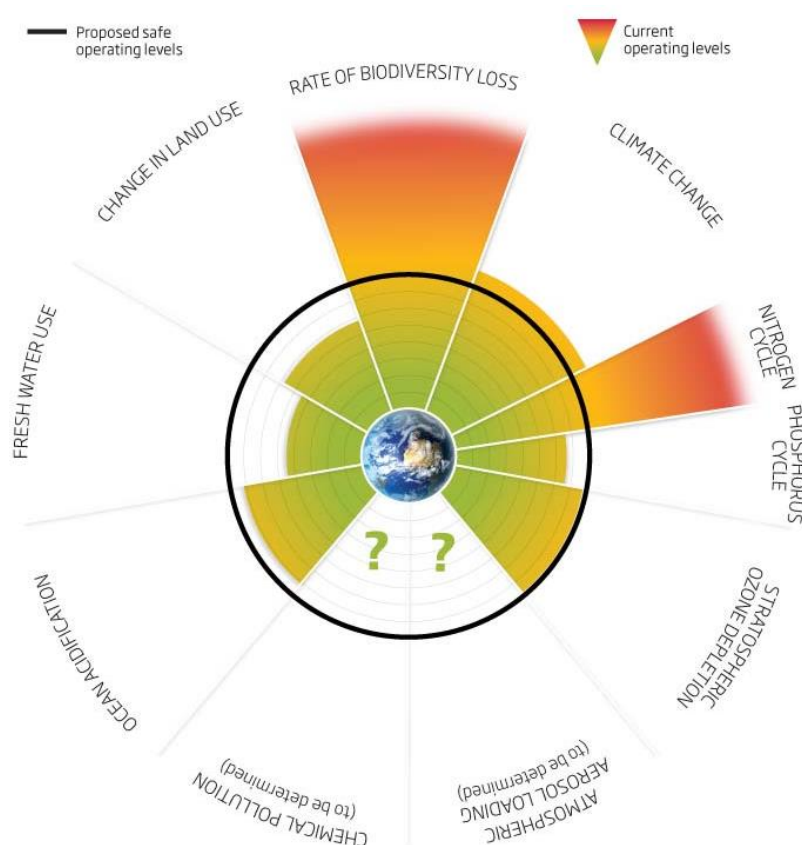 Proposed safe
operating levels
Current
operating levels
RATE OF BIODIVERSITY LOSS
CLIMATE CHANGE
NITROGEN
CYCLE
PHOSPHORUS
CYCLE
STRATOSPHERIC
OZONE DEPLETION
ATMOSPHERIC
AEROSOL LOADING
(to be determined)
CHEMICAL POLLUTION
(to be determined)
OCEAN ACIDIFICATION
FRESH WATER USE
CHANGE IN LAND USE
? ?